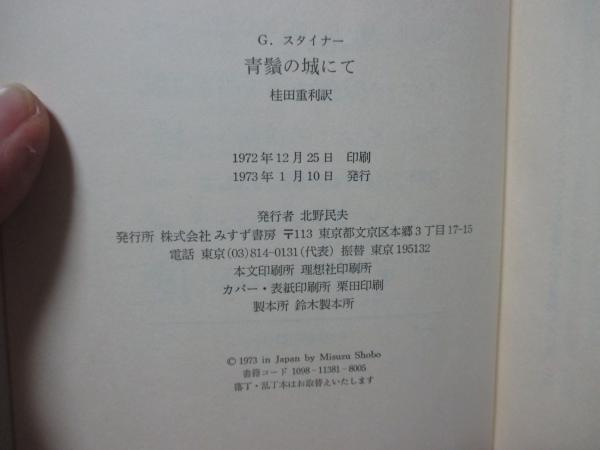 G. スタイナー
青鬚の城にて
桂田重利訳
1972年12月25日 印刷
1973年 1月10日 発行
発行者 北野民夫
発行所 株式会社 みすず書房 〒113 東京都文京区本郷3丁目17-15
電話 東京(03)814-0131(代表) 振替 東京195132
本文印刷所 理想社印刷所
カバー・表紙印刷所 栗田印刷
製本所 鈴木製本所
© 1973 in Japan by Misuzu Shobo
書籍コード 1098-11381-8005
落丁・乱丁本はお取替えいたします